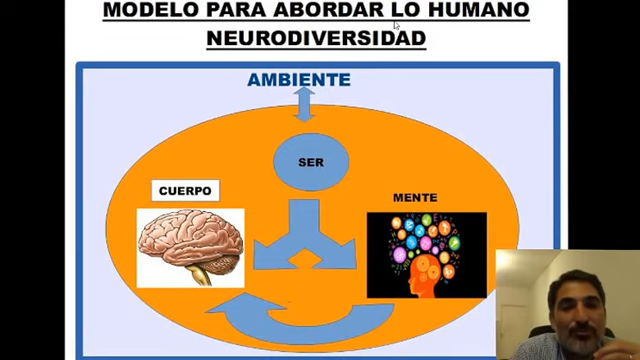 MODELO PARA ABORDAR LO HUMANO
NEURODIVERSIDAD
AMBIENTE
SER
CUERPO
MENTE